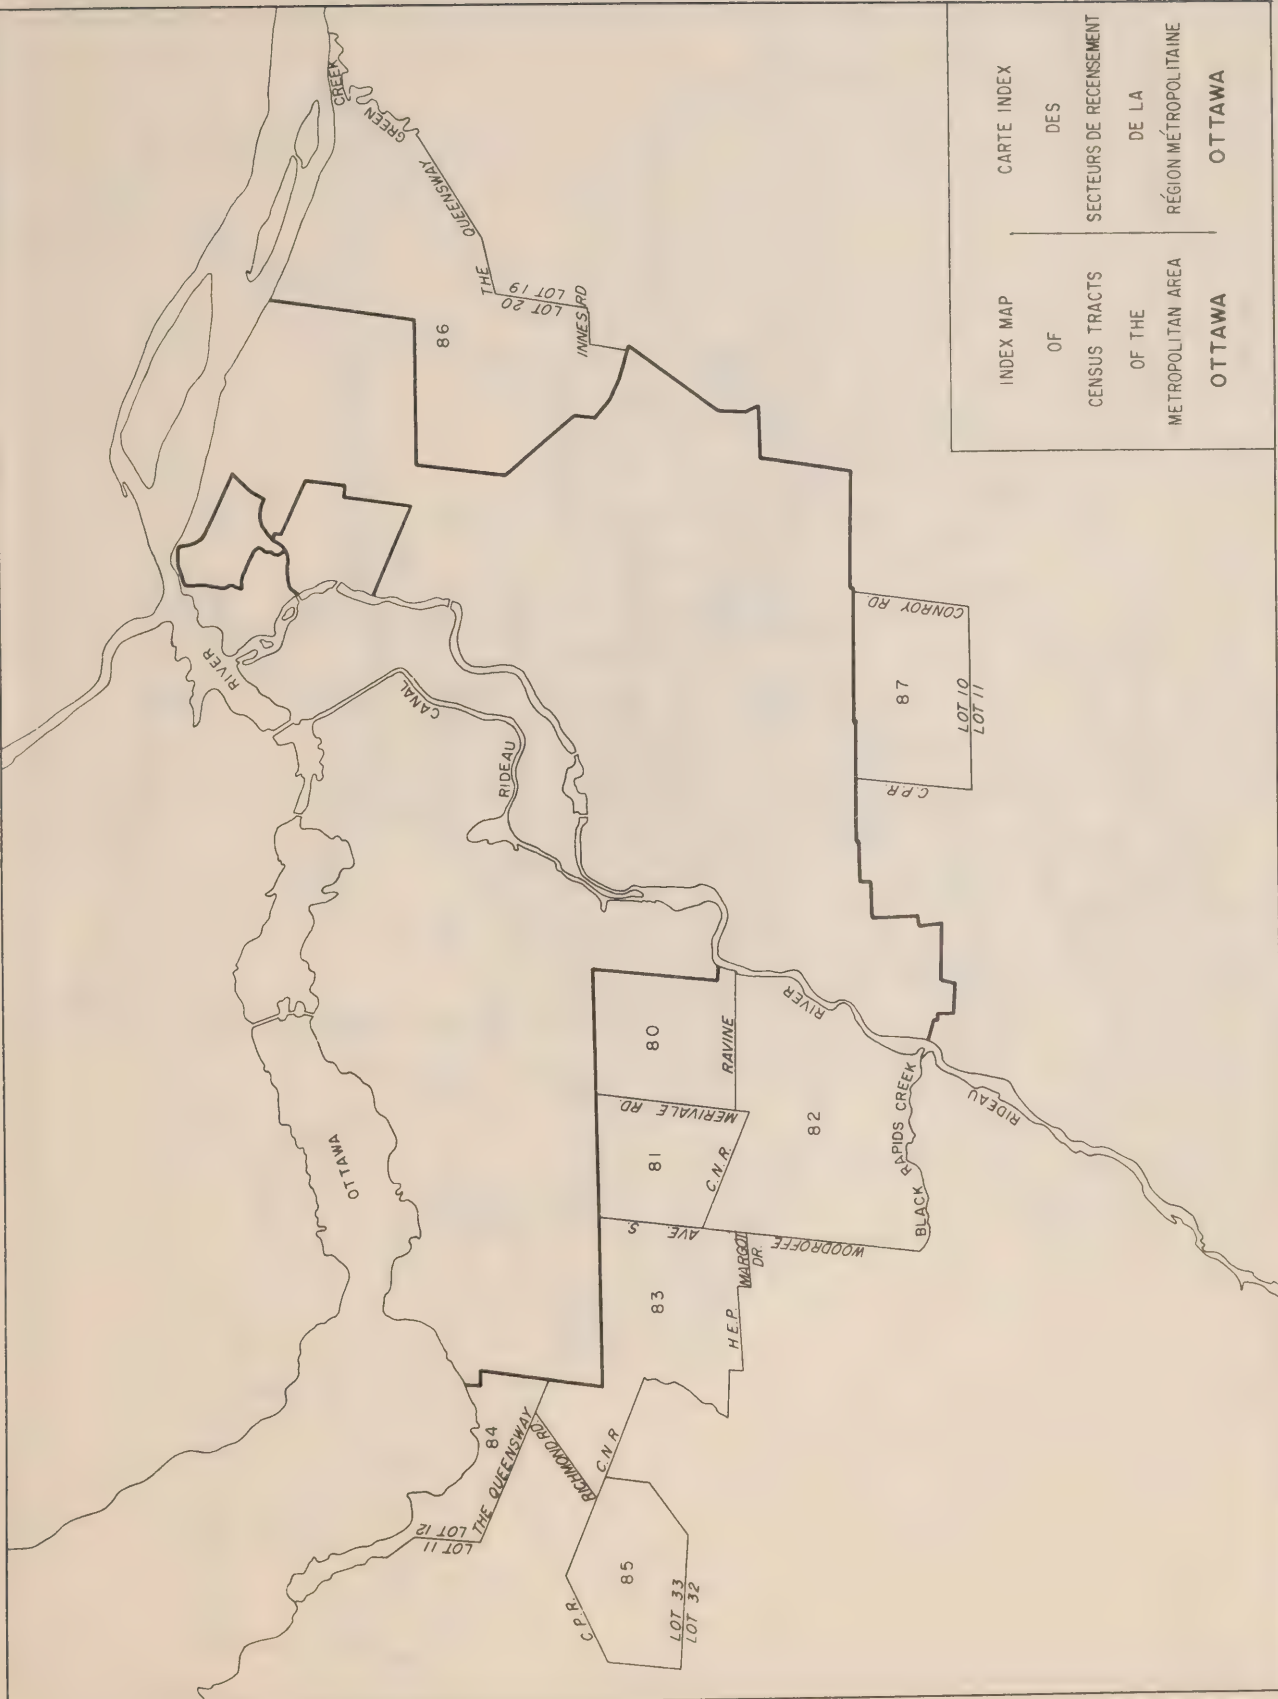 INDEX MAP
OF
CENSUS TRACTS
OF THE
METROPOLITAN AREA
OTTAWA
CARTE INDEX
DES
SECTEURS DE RECENSEMENT
DE LA
RÉGION MÉTROPOLITAINE
OTTAWA
GREEN
CREEK
THE
QUEENSWAY
LOT 19
LOT 20
INNES RD
86
RIVER
CANAL
RIDEAU
CONROY RD
87
LOT 10
LOT 11
C.P.R.
OTTAWA
80
RAVINE
MERIVALE RD.
81
C.N.R.
82
RIVER
RIDEAU
BLACK RAPIDS CREEK
WOODROFFE
AVE. S
MARGOT
DR.
H.E.P.
83
84
THE QUEENSWAY
RICHMOND RD.
C.N.R
LOT 12
LOT 11
C.P.R.
85
LOT 33
LOT 32